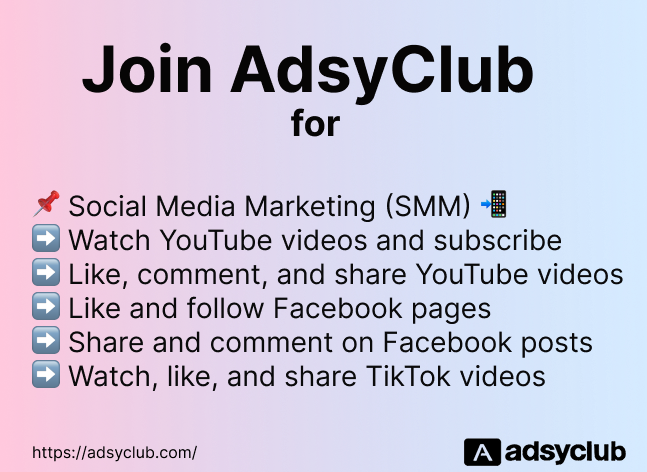 Join AdsyClub
for
📌 Social Media Marketing (SMM) 📲
➡️ Watch YouTube videos and subscribe
➡️ Like, comment, and share YouTube videos
➡️ Like and follow Facebook pages
➡️ Share and comment on Facebook posts
➡️ Watch, like, and share TikTok videos
https://adsyclub.com/
A adsyclub